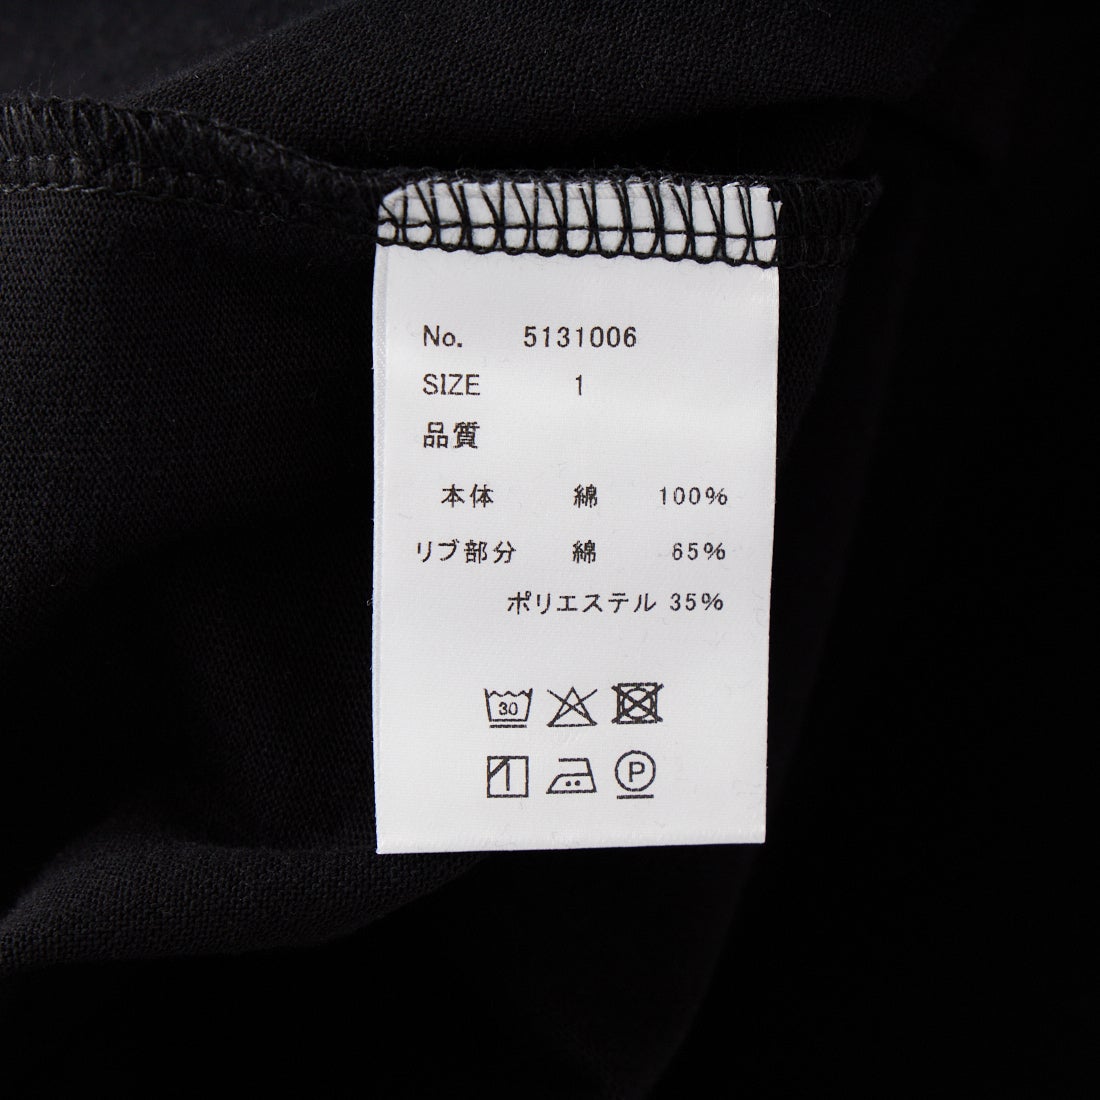 No. 5131006
SIZE 1
品質
本体 綿 100%
リブ部分 綿 65%
ポリエステル 35%
30
P